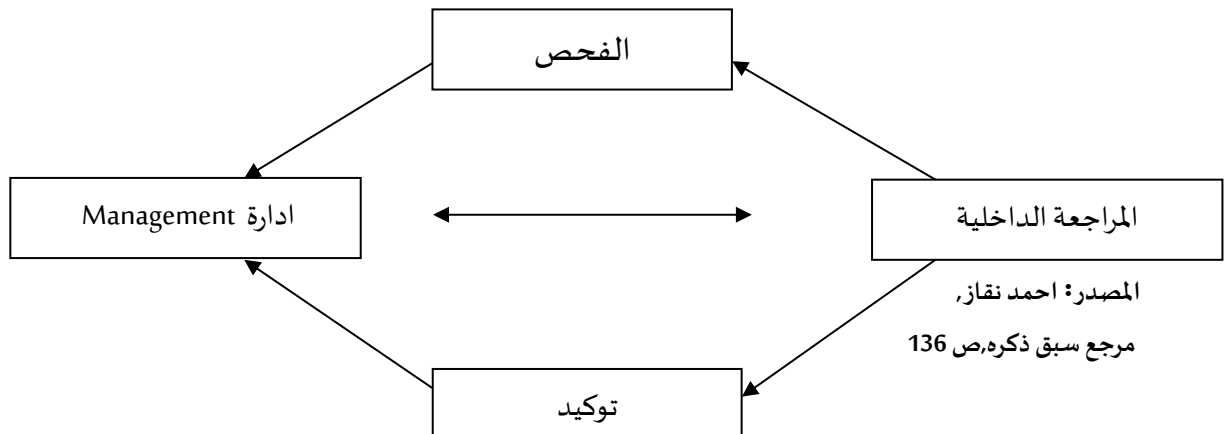 الفحص
المراجعة الداخلية
ادارة Management
المصدر: احمد نقاز,
مرجع سبق ذكره,ص 136
توكيد